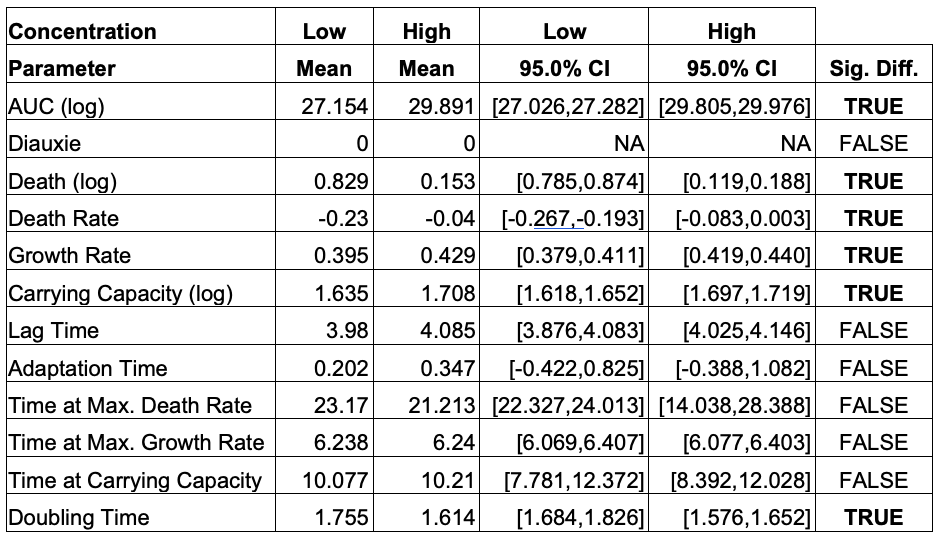 Concentration Low High Low High
Parameter Mean Mean 95.0% CI 95.0% CI Sig. Diff.
AUC (log) 27.154 29.891 [27.026,27.282] [29.805,29.976] TRUE
Diauxie 0 0 NA NA FALSE
Death (log) 0.829 0.153 [0.785,0.874] [0.119,0.188] TRUE
Death Rate -0.23 -0.04 [-0.267,-0.193] [-0.083,0.003] TRUE
Growth Rate 0.395 0.429 [0.379,0.411] [0.419,0.440] TRUE
Carrying Capacity (log) 1.635 1.708 [1.618,1.652] [1.697,1.719] TRUE
Lag Time 3.98 4.085 [3.876,4.083] [4.025,4.146] FALSE
Adaptation Time 0.202 0.347 [-0.422,0.825] [-0.388,1.082] FALSE
Time at Max. Death Rate 23.17 21.213 [22.327,24.013] [14.038,28.388] FALSE
Time at Max. Growth Rate 6.238 6.24 [6.069,6.407] [6.077,6.403] FALSE
Time at Carrying Capacity 10.077 10.21 [7.781,12.372] [8.392,12.028] FALSE
Doubling Time 1.755 1.614 [1.684,1.826] [1.576,1.652] TRUE